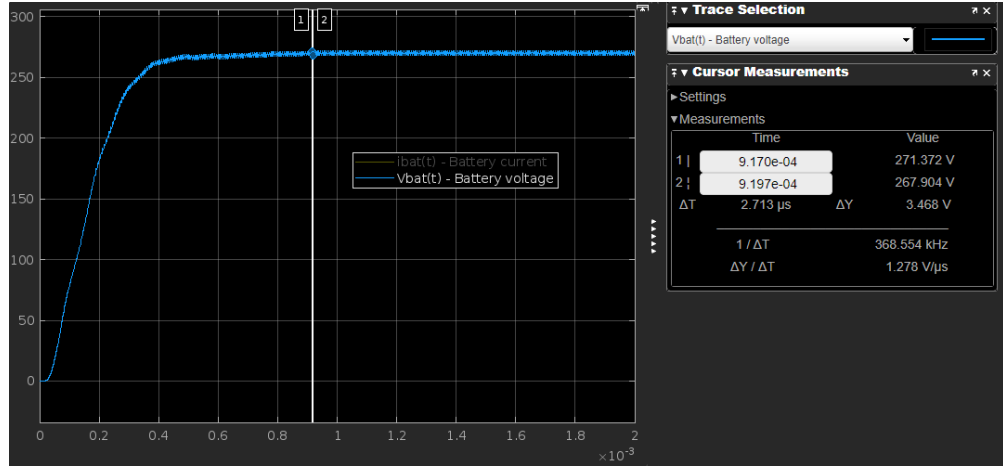 300
250
200
150
100
50
0
0
0.2
0.4
0.6
0.8
1
1.2
1.4
1.6
1.8
2
×10⁻³
1
2
ibat(t) - Battery current
Vbat(t) - Battery voltage
Trace Selection
Vbat(t) - Battery voltage
Cursor Measurements
Settings
Measurements
Time Value
1 | 9.170e-04 271.372 V
2 ¦ 9.197e-04 267.904 V
ΔT 2.713 µs ΔY 3.468 V
1 / ΔT 368.554 kHz
ΔY / ΔT 1.278 V/µs